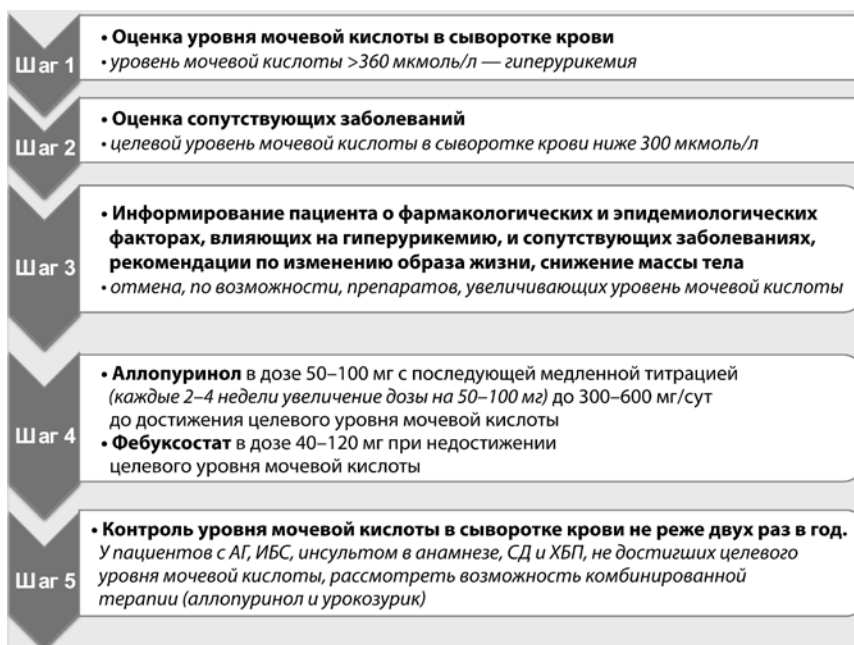 Шаг 1
• Оценка уровня мочевой кислоты в сыворотке крови
• уровень мочевой кислоты >360 мкмоль/л — гиперурикемия
Шаг 2
• Оценка сопутствующих заболеваний
• целевой уровень мочевой кислоты в сыворотке крови ниже 300 мкмоль/л
Шаг 3
• Информирование пациента о фармакологических и эпидемиологических
факторах, влияющих на гиперурикемию, и сопутствующих заболеваниях,
рекомендации по изменению образа жизни, снижение массы тела
• отмена, по возможности, препаратов, увеличивающих уровень мочевой кислоты
Шаг 4
• Аллопуринол в дозе 50–100 мг с последующей медленной титрацией
(каждые 2–4 недели увеличение дозы на 50–100 мг) до 300–600 мг/сут
до достижения целевого уровня мочевой кислоты
• Фебуксостат в дозе 40–120 мг при недостижении
целевого уровня мочевой кислоты
Шаг 5
• Контроль уровня мочевой кислоты в сыворотке крови не реже двух раз в год.
У пациентов с АГ, ИБС, инсультом в анамнезе, СД и ХБП, не достигших целевого
уровня мочевой кислоты, рассмотреть возможность комбинированной
терапии (аллопуринол и урокозурик)